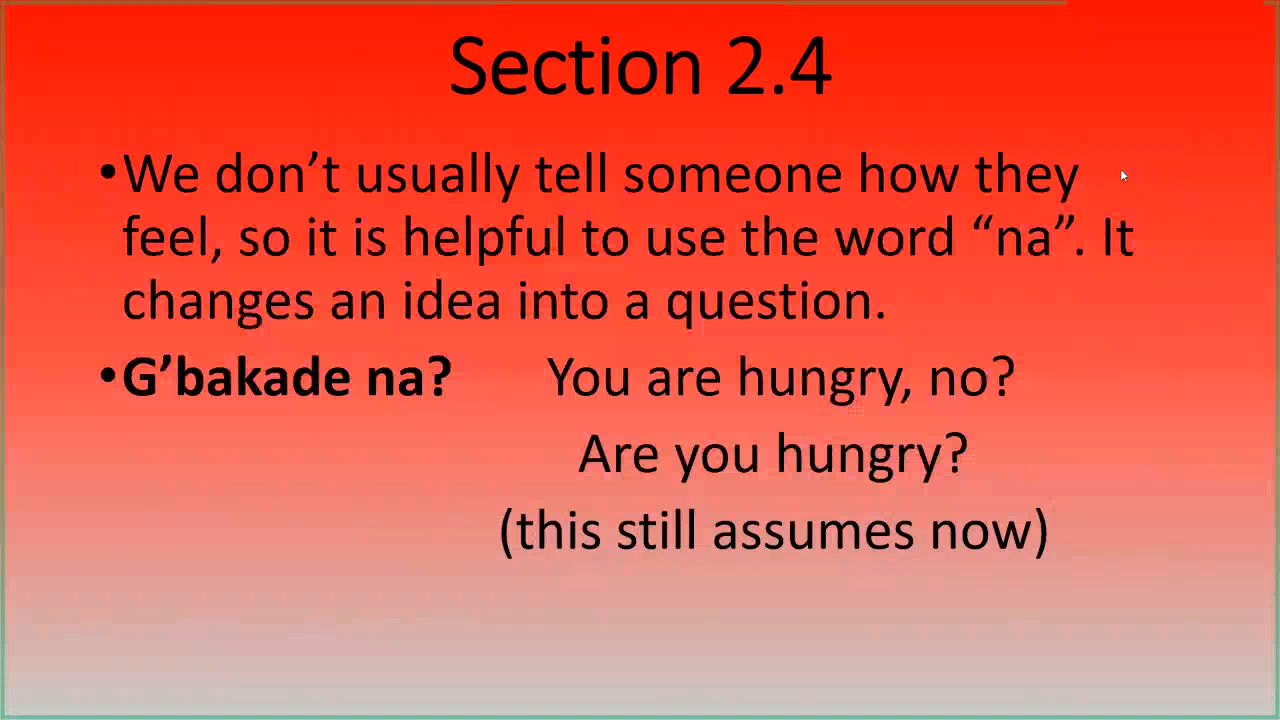 Section 2.4
•We don’t usually tell someone how they
feel, so it is helpful to use the word “na”. It
changes an idea into a question.
•G’bakade na? You are hungry, no?
Are you hungry?
(this still assumes now)